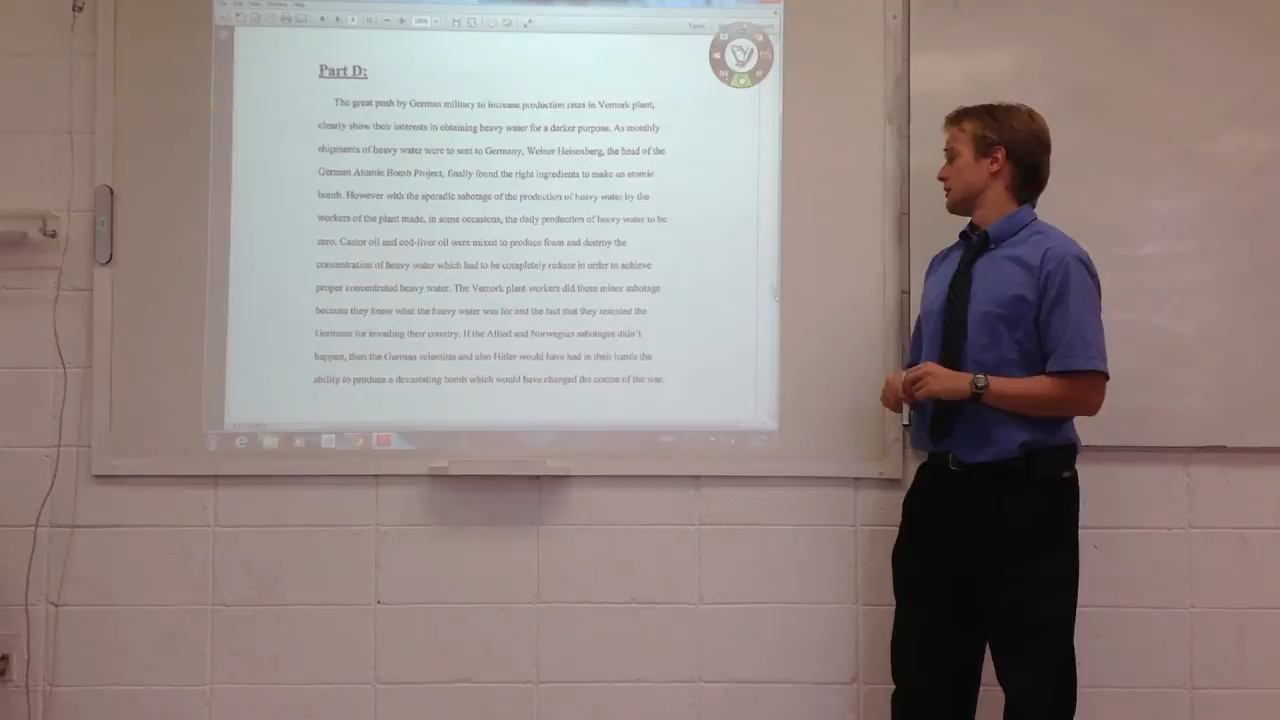 Part D:
The great push by German military to increase production rates in Vemork plant,
clearly show their interests in obtaining heavy water for a darker purpose. As monthly
shipments of heavy water were to sent to Germany, Weiner Heisenberg, the head of the
German Atomic Bomb Project, finally found the right ingredients to make an atomic
bomb. However with the sporadic sabotage of the production of heavy water by the
workers of the plant made, in some occasions, the daily production of heavy water to be
zero. Castor oil and cod-liver oil were mixed to produce foam and destroy the
concentration of heavy water which had to be completely redone in order to achieve
proper concentrated heavy water. The Vemork plant workers did these minor sabotage
because they knew what the heavy water was for and the fact that they resented the
Germans for invading their country. If the Allied and Norwegian sabotages didn't
happen, then the German scientists and also Hitler would have had in their hands the
ability to produce a devastating bomb which would have changed the course of the war.